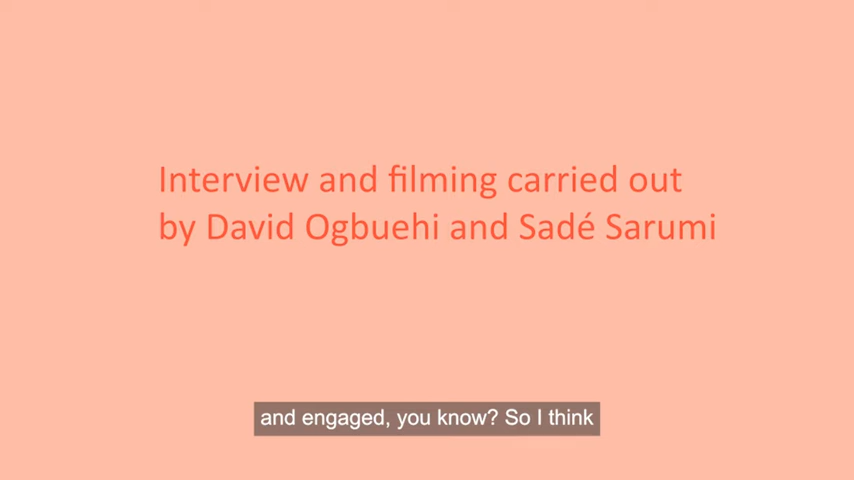 Interview and filming carried out
by David Ogbuehi and Sadé Sarumi
and engaged, you know? So I think